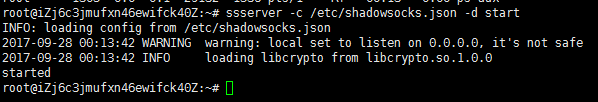 root@iZj6c3jmufxn46ewifck40Z:~# ssserver -c /etc/shadowsocks.json -d start
INFO: loading config from /etc/shadowsocks.json
2017-09-28 00:13:42 WARNING  warning: local set to listen on 0.0.0.0, it's not safe
2017-09-28 00:13:42 INFO     loading libcrypto from libcrypto.so.1.0.0
started
root@iZj6c3jmufxn46ewifck40Z:~#